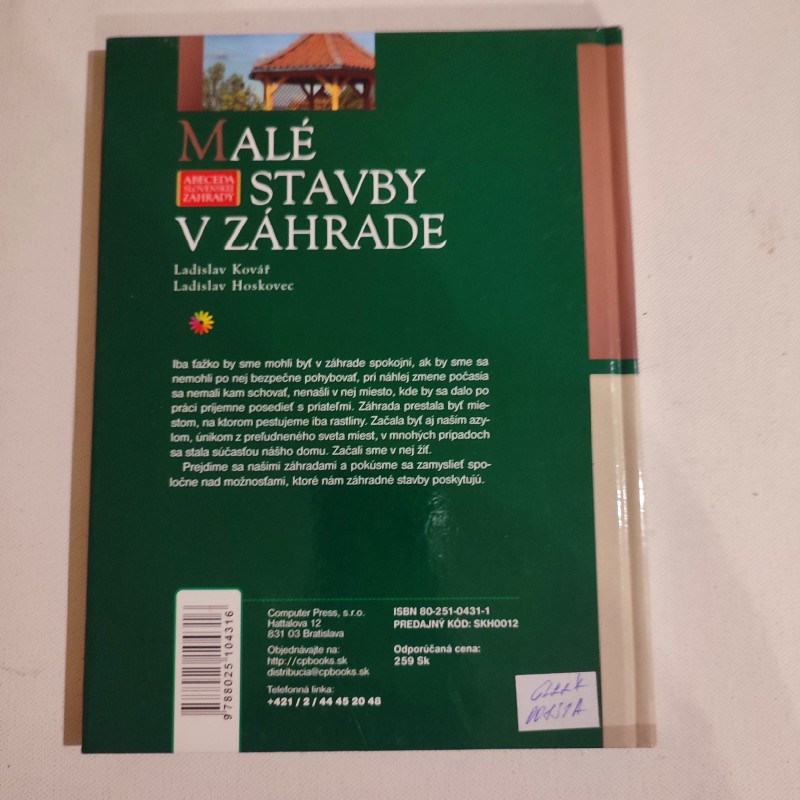 MALÉ
ABECEDA
SLOVENSKEJ
ZAHRADY
STAVBY
V ZÁHRADE
Ladislav Kovář
Ladislav Hoskovec
Iba ťažko by sme mohli byť v záhrade spokojní, ak by sme sa
nemohli po nej bezpečne pohybovať, pri náhlej zmene počasia
sa nemali kam schovať, nenašli v nej miesto, kde by sa dalo po
práci príjemne posedieť s priateľmi. Záhrada prestala byť mie-
stom, na ktorom pestujeme iba rastliny. Začala byť aj naším azy-
lom, únikom z preľudneného sveta miest, v mnohých prípadoch
sa stala súčasťou nášho domu. Začali sme v nej žiť.
Prejdime sa našimi záhradami a pokúsme sa zamyslieť spo-
ločne nad možnosťami, ktoré nám záhradné stavby poskytujú.
9788025104316
Computer Press, s.r.o.
Hattalova 12
831 03 Bratislava
Objednávajte na:
http://cpbooks.sk
distribucia@cpbooks.sk
Telefonná linka:
+421 / 2 / 44 45 20 48
ISBN 80-251-0431-1
PREDAJNÝ KÓD: SKH0012
Odporúčaná cena:
259 Sk